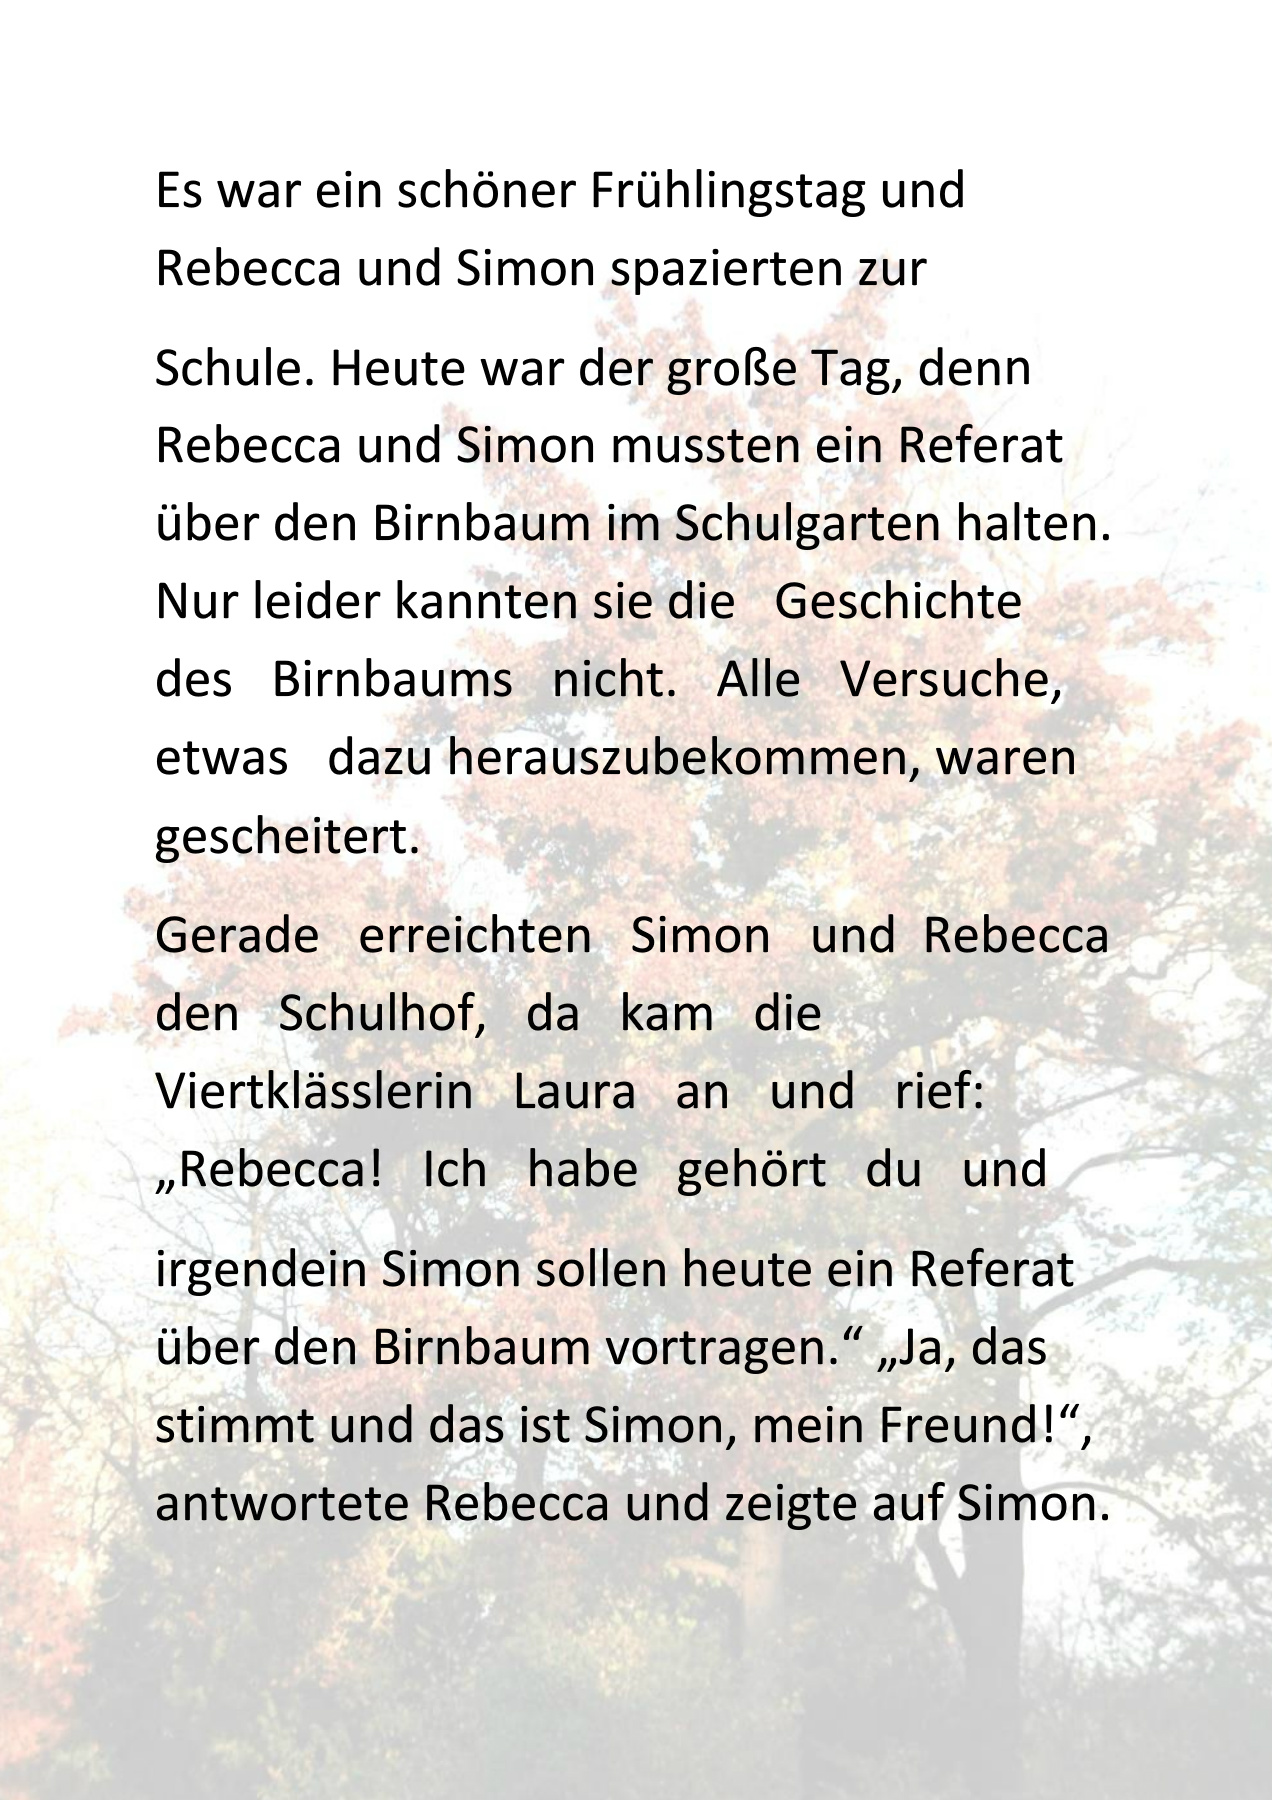 Es war ein schöner Frühlingstag und
Rebecca und Simon spazierten zur
Schule. Heute war der große Tag, denn
Rebecca und Simon mussten ein Referat
über den Birnbaum im Schulgarten halten.
Nur leider kannten sie die Geschichte
des Birnbaums nicht. Alle Versuche,
etwas dazu herauszubekommen, waren
gescheitert.
Gerade erreichten Simon und Rebecca
den Schulhof, da kam die
Viertklässlerin Laura an und rief:
„Rebecca! Ich habe gehört du und
irgendein Simon sollen heute ein Referat
über den Birnbaum vortragen.“ „Ja, das
stimmt und das ist Simon, mein Freund!“,
antwortete Rebecca und zeigte auf Simon.